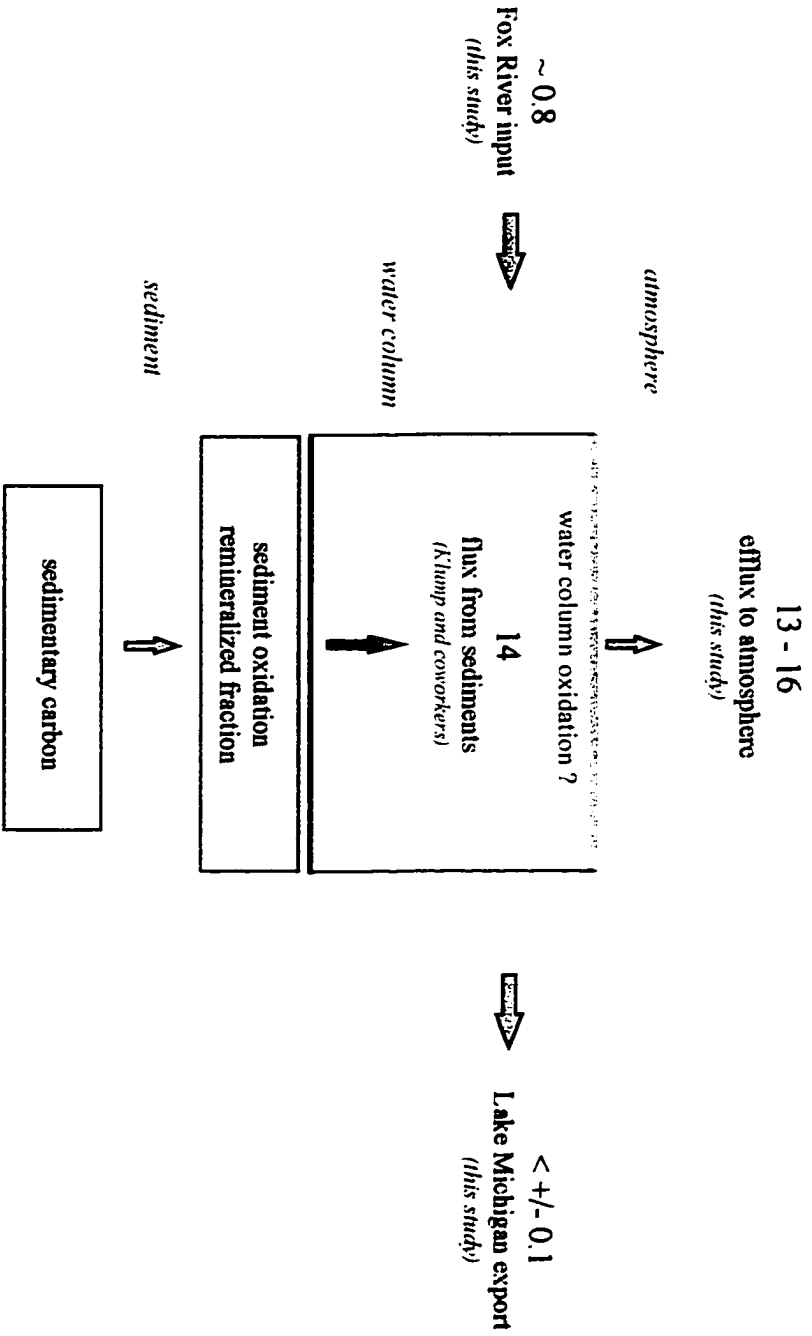 13 - 16
efflux to atmosphere
(this study)
atmosphere
~ 0.8
Fox River input
(this study)
water column
water column oxidation ?
14
flux from sediments
(Klump and coworkers)
< +/- 0.1
Lake Michigan export
(this study)
sediment
sediment oxidation
remineralized fraction
sedimentary carbon